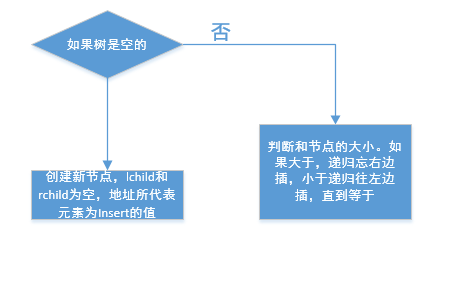 如果树是空的
否
创建新节点，lchild和
rchild为空，地址所代表
元素为Insert的值
判断和节点的大小。如
果大于，递归忘右边
插，小于递归往左边
插，直到等于